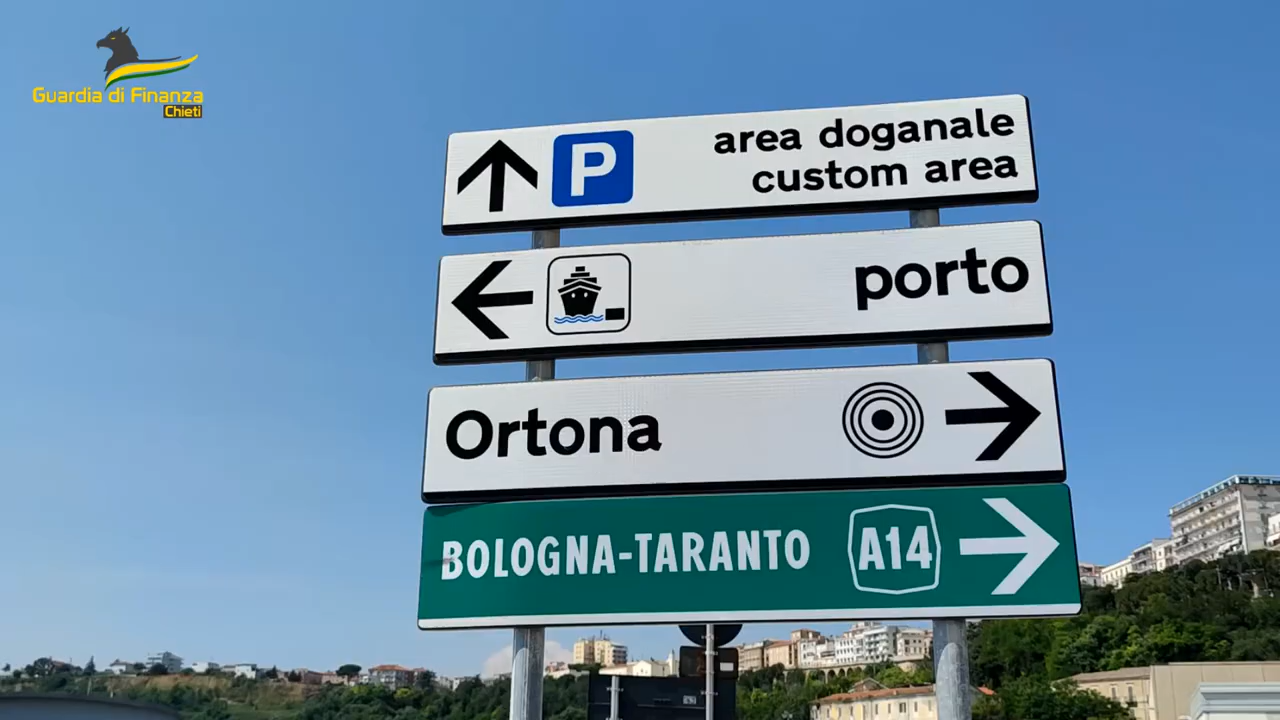 Guardia di Finanza
Chieti
P
area doganale
custom area
porto
Ortona
BOLOGNA-TARANTO
A14